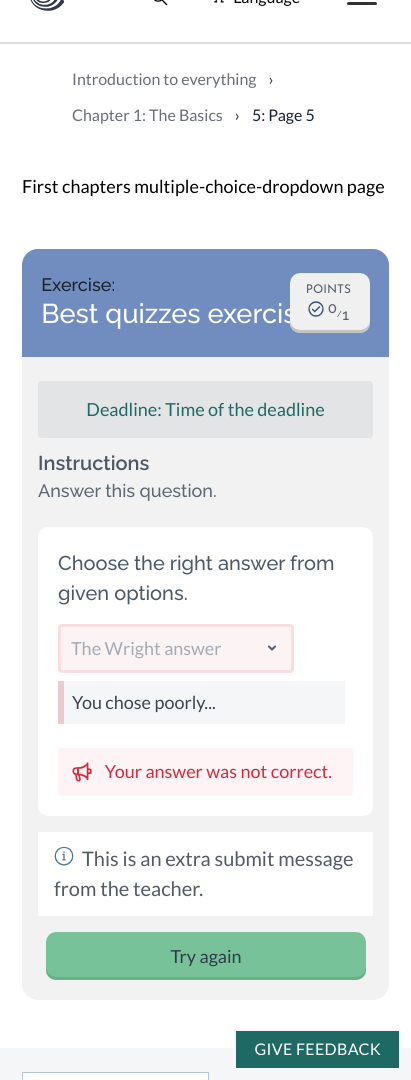 Language
Introduction to everything ›
Chapter 1: The Basics › 5: Page 5
First chapters multiple-choice-dropdown page
Exercise:
Best quizzes exercis
POINTS
0/1
Deadline: Time of the deadline
Instructions
Answer this question.
Choose the right answer from
given options.
The Wright answer
You chose poorly...
Your answer was not correct.
This is an extra submit message
from the teacher.
Try again
GIVE FEEDBACK